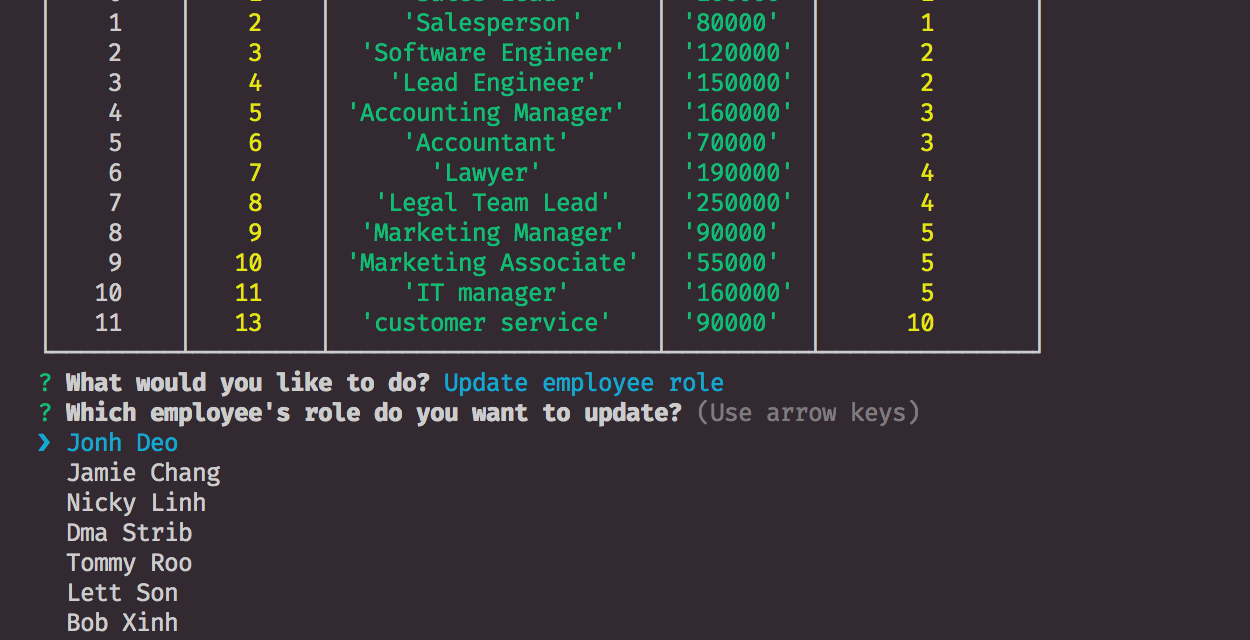 1 2 'Salesperson' '80000' 1
2 3 'Software Engineer' '120000' 2
3 4 'Lead Engineer' '150000' 2
4 5 'Accounting Manager' '160000' 3
5 6 'Accountant' '70000' 3
6 7 'Lawyer' '190000' 4
7 8 'Legal Team Lead' '250000' 4
8 9 'Marketing Manager' '90000' 5
9 10 'Marketing Associate' '55000' 5
10 11 'IT manager' '160000' 5
11 13 'customer service' '90000' 10
? What would you like to do? Update employee role
? Which employee's role do you want to update? (Use arrow keys)
❯ Jonh Deo
Jamie Chang
Nicky Linh
Dma Strib
Tommy Roo
Lett Son
Bob Xinh